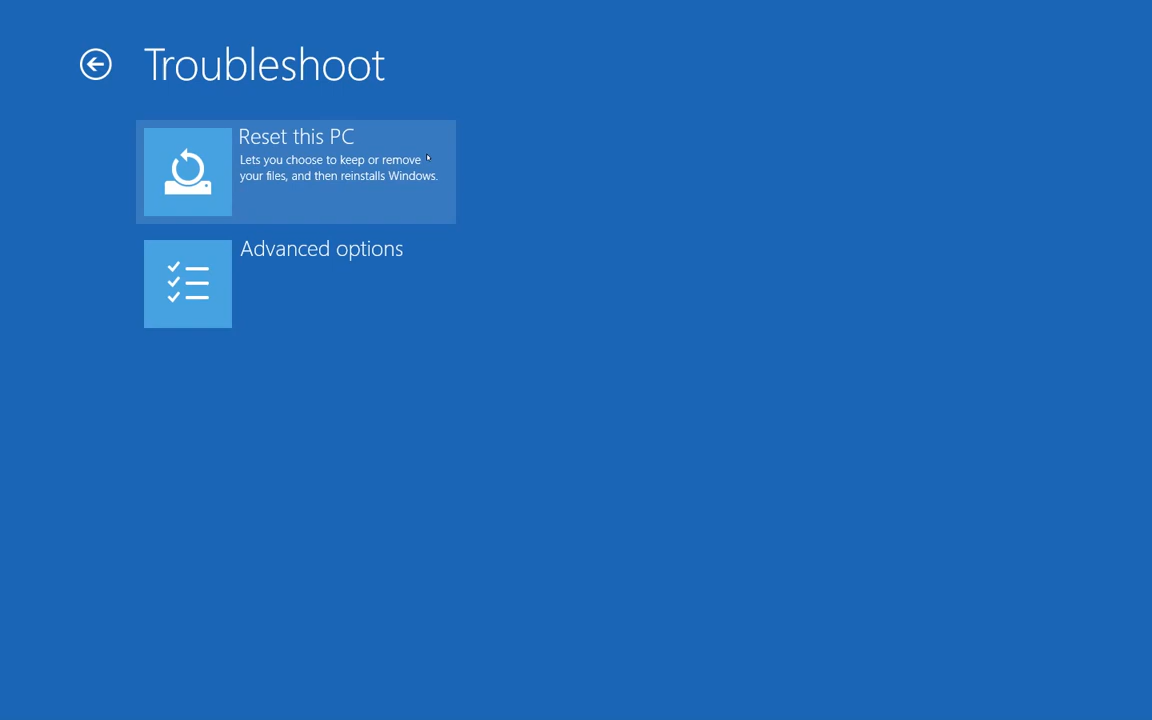 Troubleshoot
Reset this PC
Lets you choose to keep or remove
your files, and then reinstalls Windows.
Advanced options